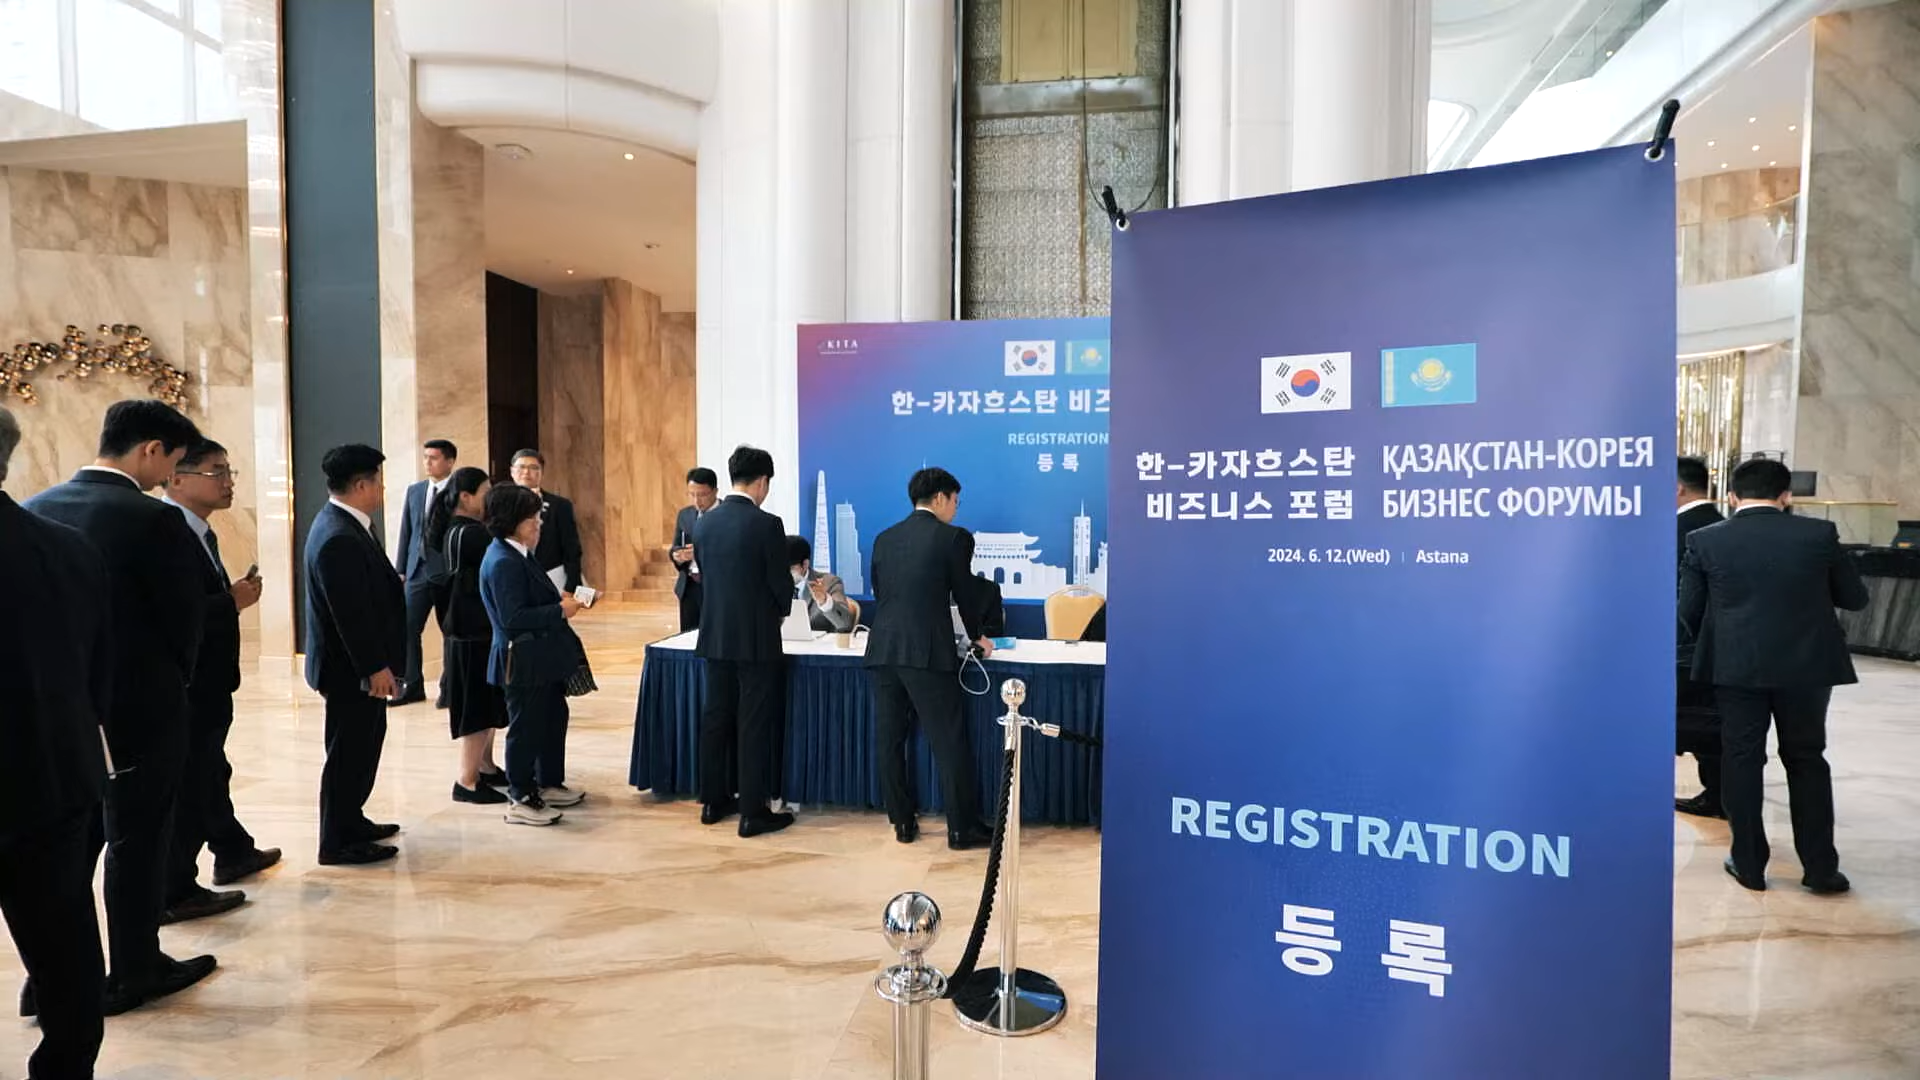 KITA
한-카자흐스탄 비즈
REGISTRATION
등 록
한-카자흐스탄
비즈니스 포럼
ҚАЗАҚСТАН-КОРЕЯ
БИЗНЕС ФОРУМЫ
2024. 6. 12.(Wed) | Astana
REGISTRATION
등 록